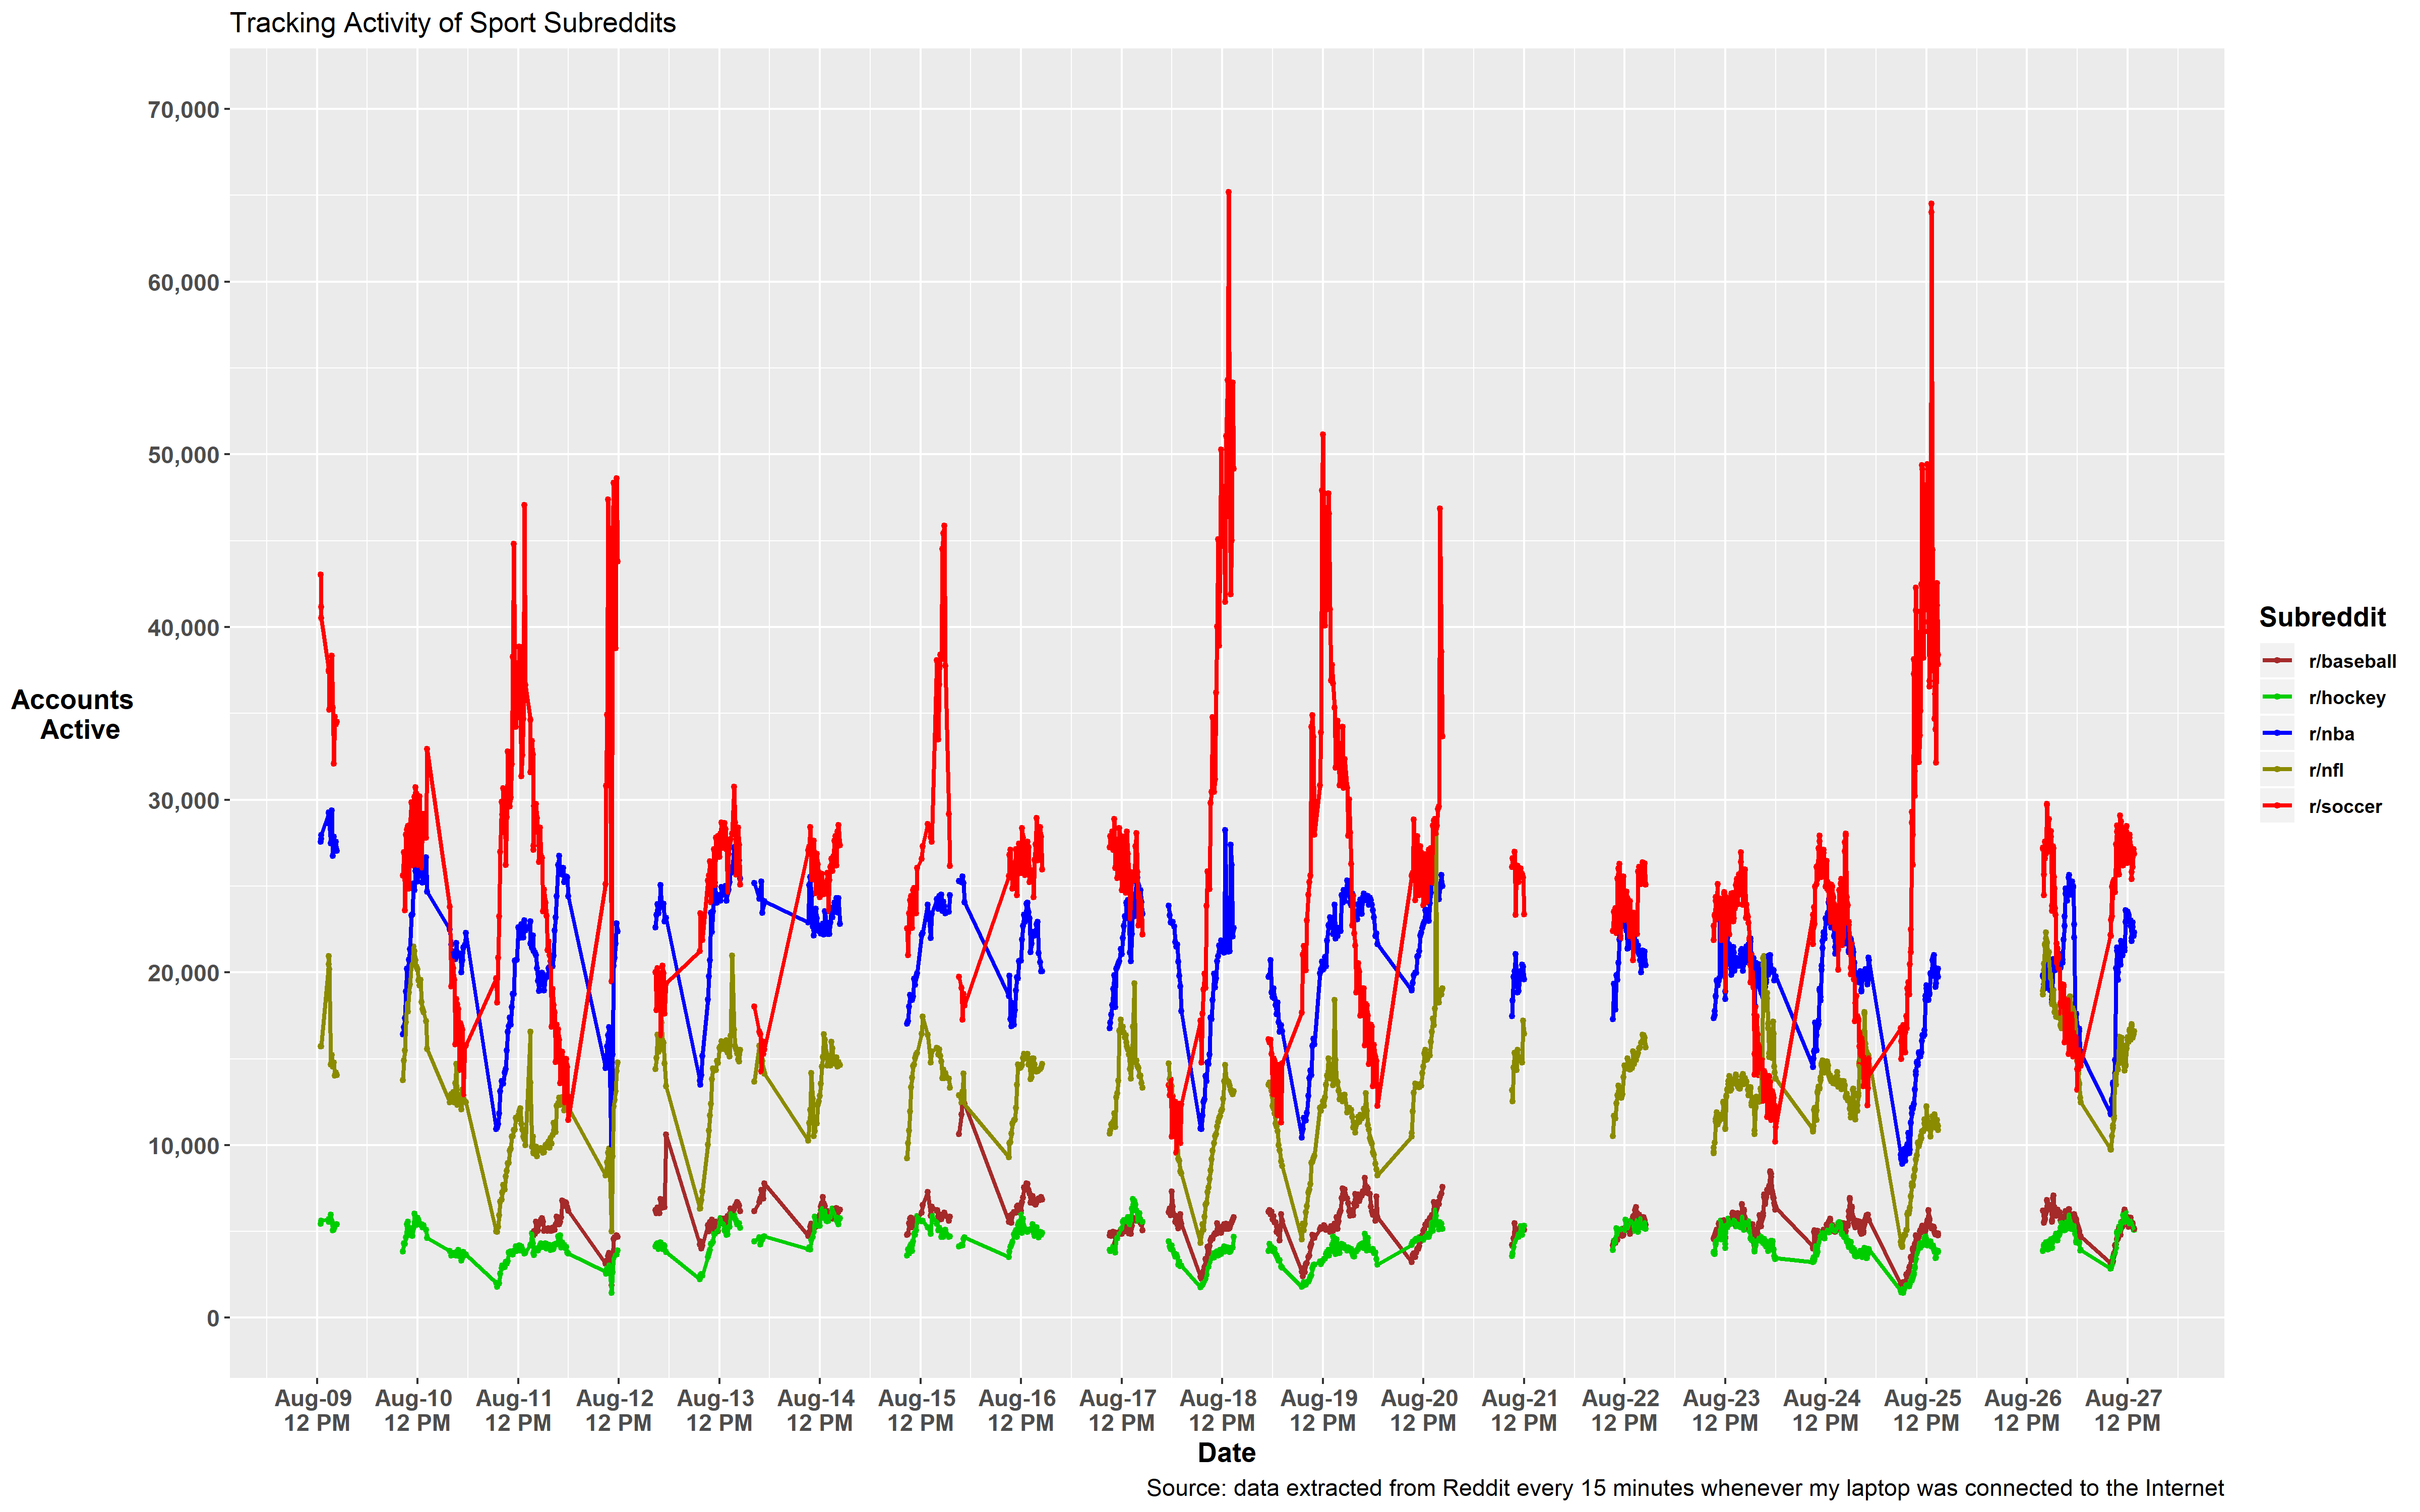 Tracking Activity of Sport Subreddits
70,000
60,000
50,000
40,000
30,000
20,000
10,000
0
Accounts
Active
Subreddit
r/baseball
r/hockey
r/nba
r/nfl
r/soccer
Aug-09 Aug-10 Aug-11 Aug-12 Aug-13 Aug-14 Aug-15 Aug-16 Aug-17 Aug-18 Aug-19 Aug-20 Aug-21 Aug-22 Aug-23 Aug-24 Aug-25 Aug-26 Aug-27
12 PM 12 PM 12 PM 12 PM 12 PM 12 PM 12 PM 12 PM 12 PM 12 PM 12 PM 12 PM 12 PM 12 PM 12 PM 12 PM 12 PM 12 PM 12 PM
Date
Source: data extracted from Reddit every 15 minutes whenever my laptop was connected to the Internet